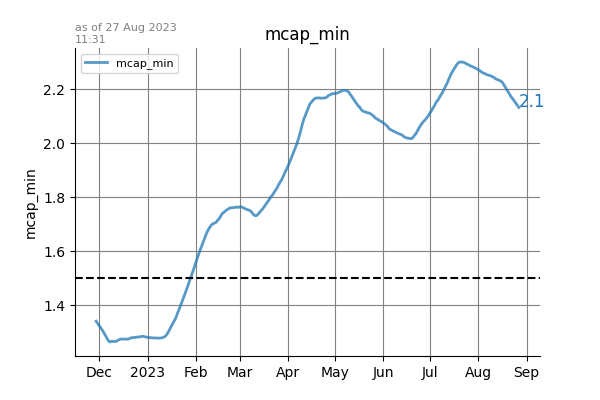 as of 27 Aug 2023
11:31
mcap_min
mcap_min
2.1
2.2
2.0
1.8
1.6
1.4
mcap_min
Dec 2023 Feb Mar Apr May Jun Jul Aug Sep